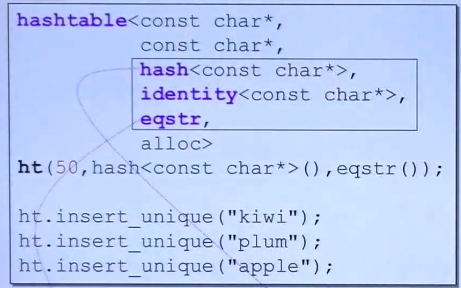 hashtable<const char*,
const char*,
hash<const char*>,
identity<const char*>,
eqstr,
alloc>
ht(50,hash<const char*>(),eqstr());
ht.insert_unique("kiwi");
ht.insert_unique("plum");
ht.insert_unique("apple");